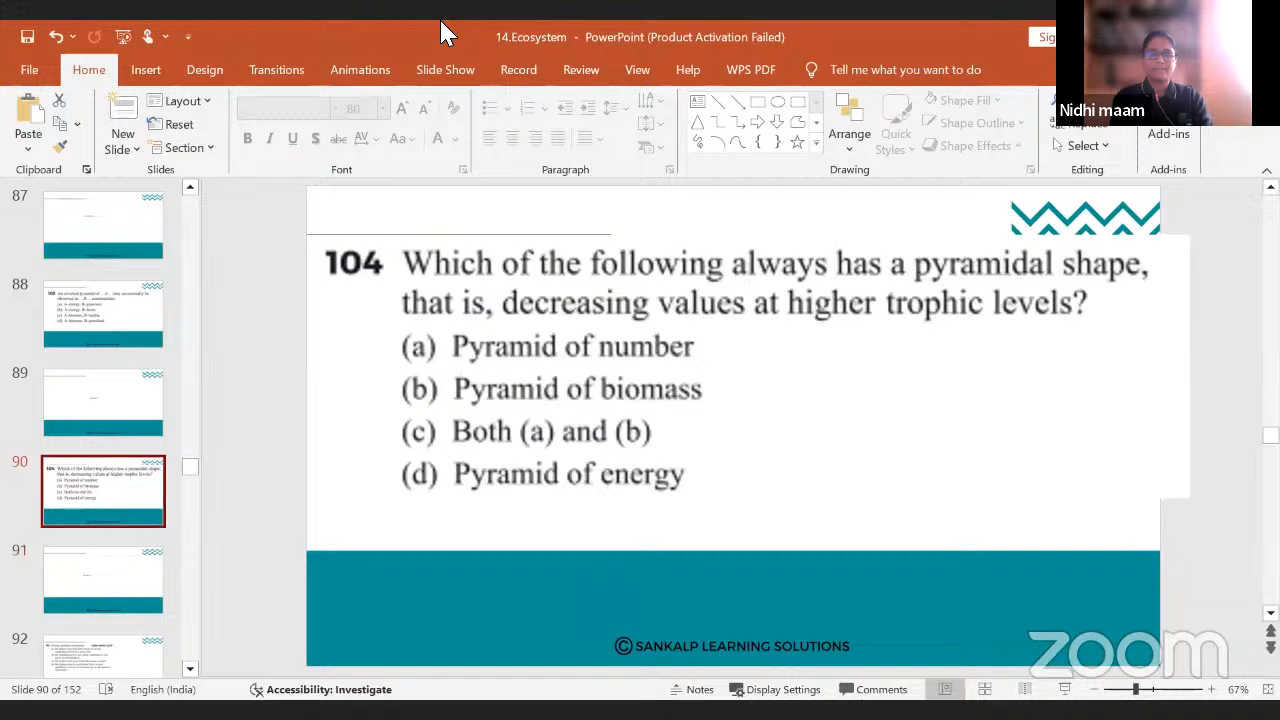 14.Ecosystem - PowerPoint (Product Activation Failed)
Nidhi maam
File Home Insert Design Transitions Animations Slide Show Record Review View Help WPS PDF Tell me what you want to do
Paste
Clipboard
New
Slide
Layout
Reset
Section
Slides
80
B I U S abc AV Aa A
Font
Paragraph
Arrange
Quick
Styles
Shape Fill
Shape Outline
Shape Effects
Drawing
Select
Editing
Add-ins
Add-ins
87
88
89
90
91
92
104 Which of the following always has a pyramidal shape,
that is, decreasing values at higher trophic levels?
(a) Pyramid of number
(b) Pyramid of biomass
(c) Both (a) and (b)
(d) Pyramid of energy
© SANKALP LEARNING SOLUTIONS
zoom
Slide 90 of 152 English (India) Accessibility: Investigate Notes Display Settings Comments 67%